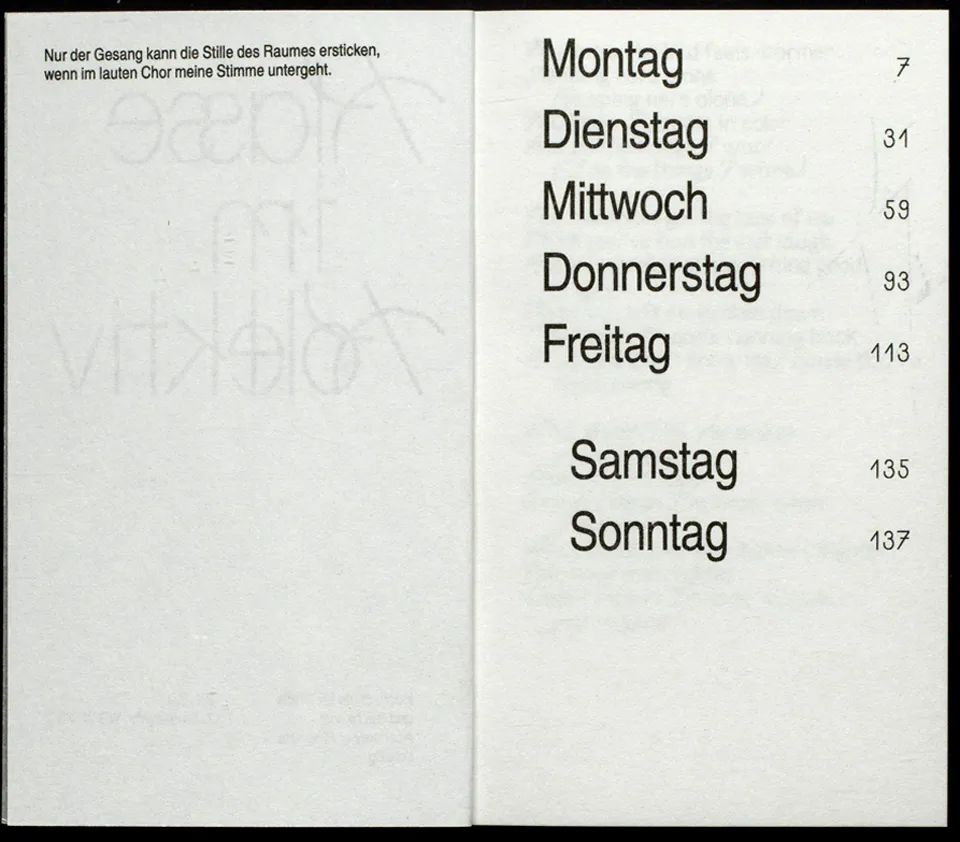 Nur der Gesang kann die Stille des Raumes ersticken,
wenn im lauten Chor meine Stimme untergeht.
Montag 7
Dienstag 31
Mittwoch 59
Donnerstag 93
Freitag 113
Samstag 135
Sonntag 137